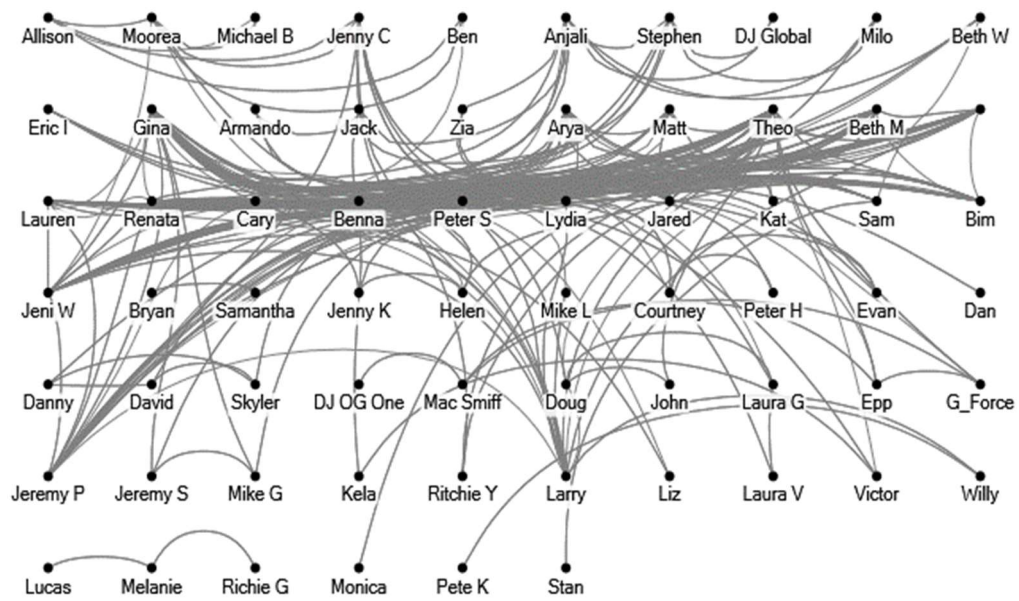 Allison Moorea Michael B Jenny C Ben Anjali Stephen DJ Global Milo Beth W
Eric I Gina Armando Jack Zia Arya Matt Theo Beth M
Lauren Renata Cary Benna Peter S Lydia Jared Kat Sam Bim
Jeni W Bryan Samantha Jenny K Helen Mike L Courtney Peter H Evan Dan
Danny David Skyler DJ OG One Mac Smiff Doug John Laura G Epp G_Force
Jeremy P Jeremy S Mike G Kela Ritchie Y Larry Liz Laura V Victor Willy
Lucas Melanie Richie G Monica Pete K Stan